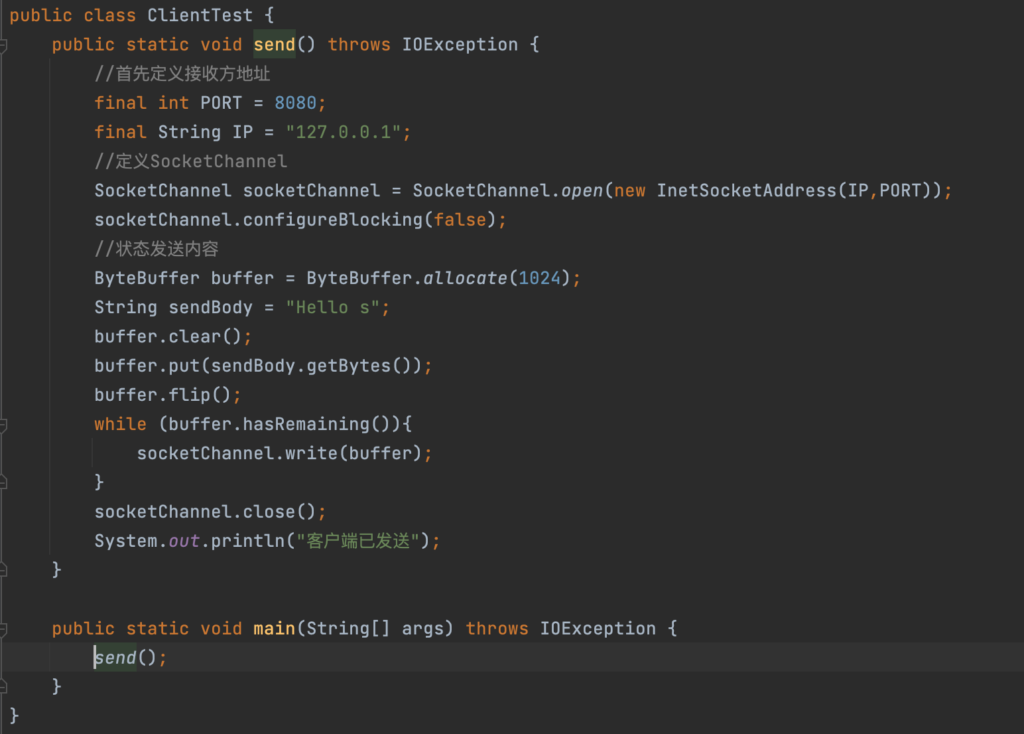 public class ClientTest {
    public static void send() throws IOException {
        //首先定义接收方地址
        final int PORT = 8080;
        final String IP = "127.0.0.1";
        //定义SocketChannel
        SocketChannel socketChannel = SocketChannel.open(new InetSocketAddress(IP,PORT));
        socketChannel.configureBlocking(false);
        //状态发送内容
        ByteBuffer buffer = ByteBuffer.allocate(1024);
        String sendBody = "Hello s";
        buffer.clear();
        buffer.put(sendBody.getBytes());
        buffer.flip();
        while (buffer.hasRemaining()){
            socketChannel.write(buffer);
        }
        socketChannel.close();
        System.out.println("客户端已发送");
    }

    public static void main(String[] args) throws IOException {
        send();
    }
}